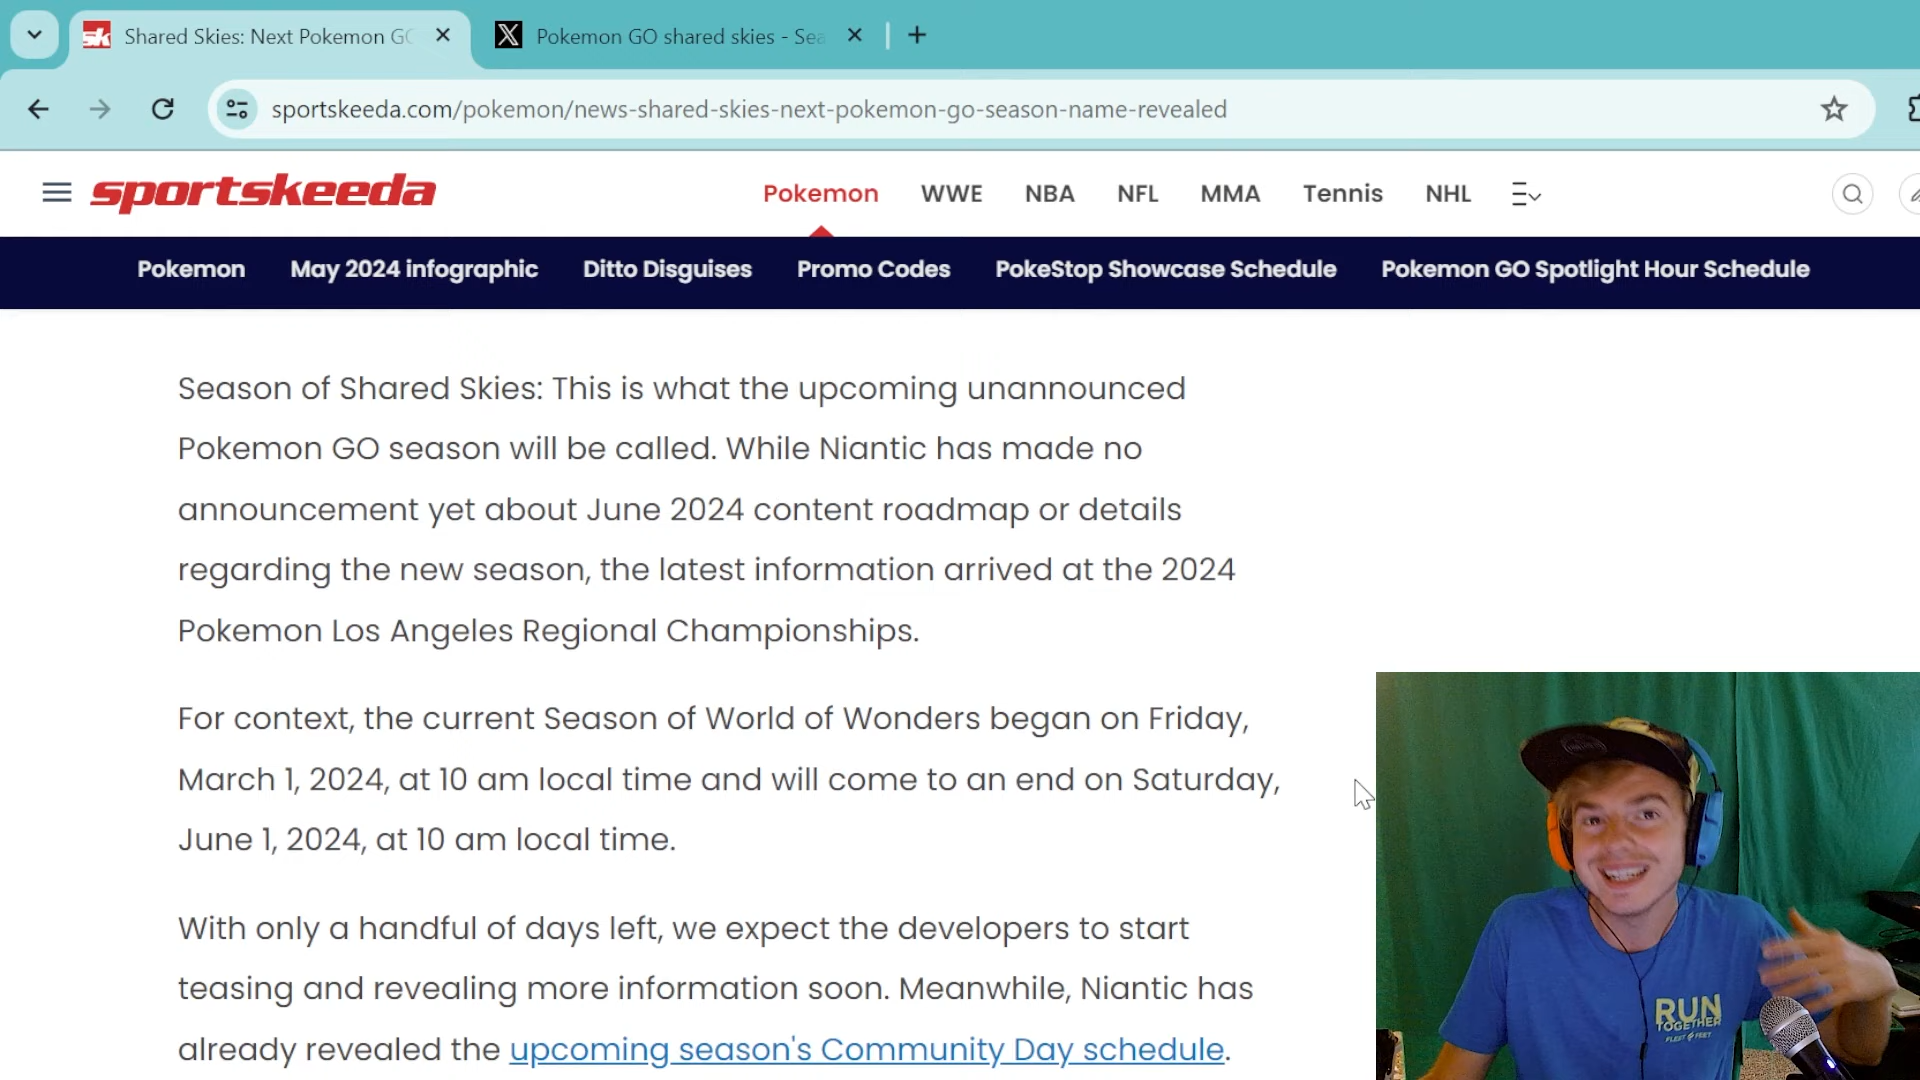 Shared Skies: Next Pokemon GO
Pokemon GO shared skies - Sea
sportskeeda.com/pokemon/news-shared-skies-next-pokemon-go-season-name-revealed
sportskeeda
Pokemon WWE NBA NFL MMA Tennis NHL
Pokemon May 2024 infographic Ditto Disguises Promo Codes PokeStop Showcase Schedule Pokemon GO Spotlight Hour Schedule
Season of Shared Skies: This is what the upcoming unannounced
Pokemon GO season will be called. While Niantic has made no
announcement yet about June 2024 content roadmap or details
regarding the new season, the latest information arrived at the 2024
Pokemon Los Angeles Regional Championships.
For context, the current Season of World of Wonders began on Friday,
March 1, 2024, at 10 am local time and will come to an end on Saturday,
June 1, 2024, at 10 am local time.
With only a handful of days left, we expect the developers to start
teasing and revealing more information soon. Meanwhile, Niantic has
already revealed the upcoming season's Community Day schedule.
RUN
TOGETHER
FLEET FEET